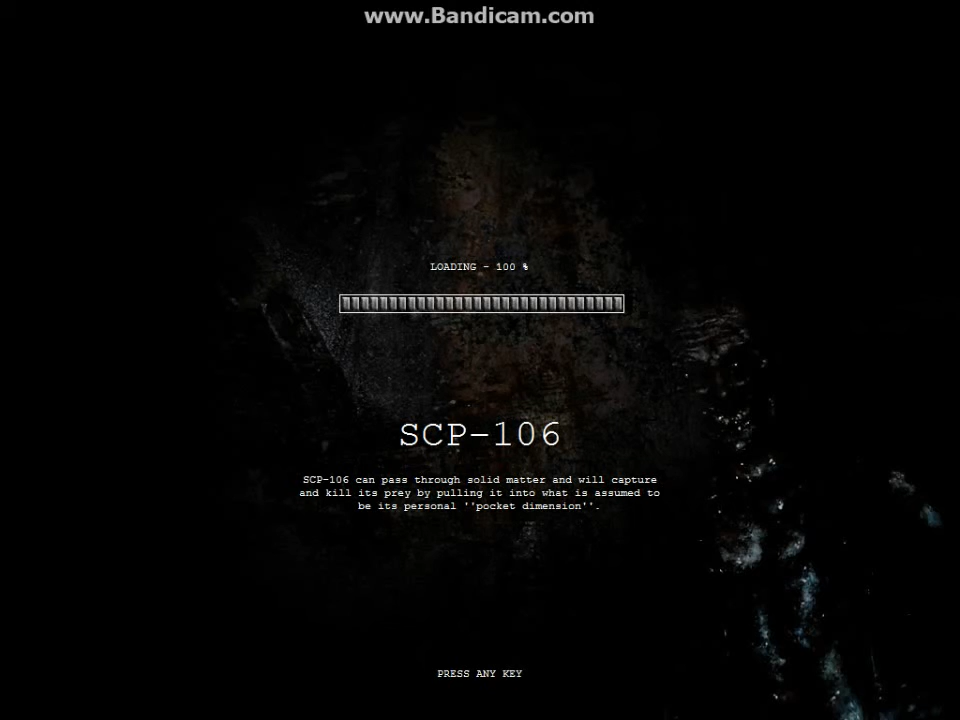 www.Bandicam.com
LOADING - 100 %
SCP-106
SCP-106 can pass through solid matter and will capture
and kill its prey by pulling it into what is assumed to
be its personal ''pocket dimension''.
PRESS ANY KEY